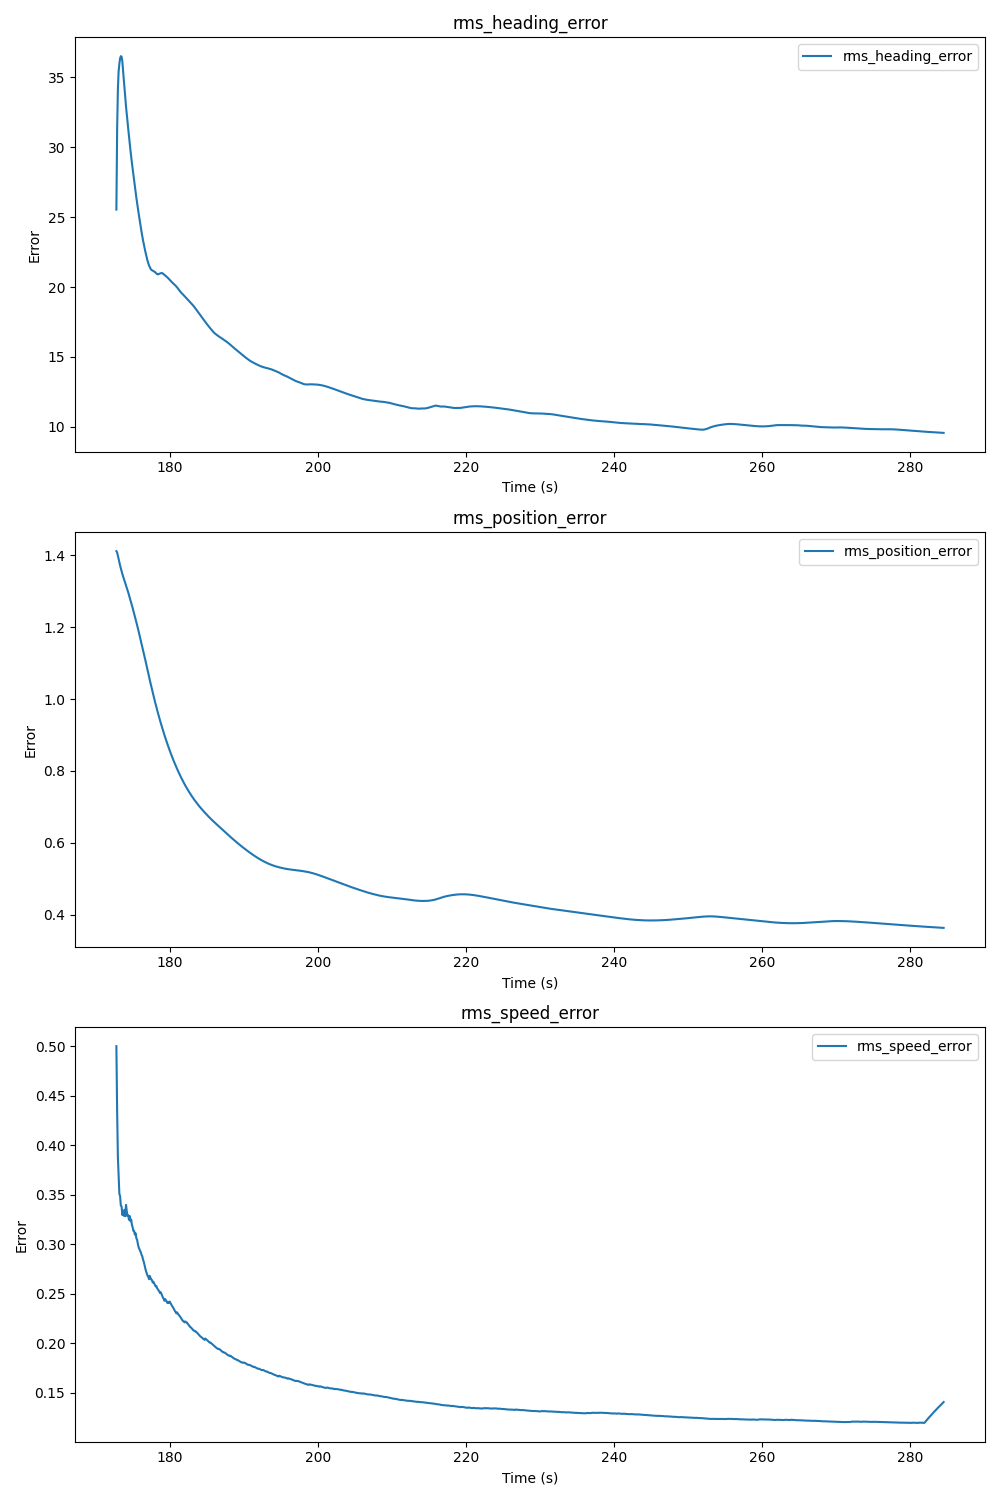 rms_heading_error
rms_heading_error
35
30
25
20
15
10
Error
180 200 220 240 260 280
Time (s)
rms_position_error
rms_position_error
1.4
1.2
1.0
0.8
0.6
0.4
Error
180 200 220 240 260 280
Time (s)
rms_speed_error
rms_speed_error
0.50
0.45
0.40
0.35
0.30
0.25
0.20
0.15
Error
180 200 220 240 260 280
Time (s)